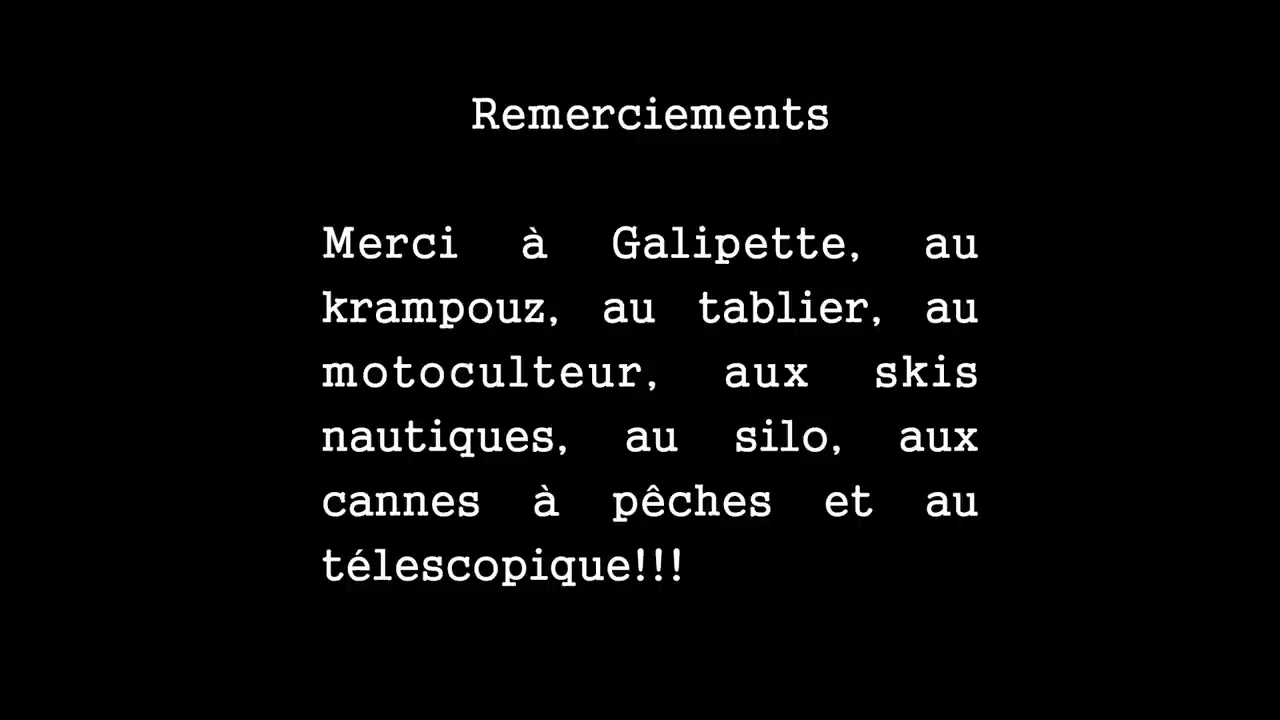 Remerciements
Merci à Galipette, au
krampouz, au tablier, au
motoculteur, aux skis
nautiques, au silo, aux
cannes à pêches et au
télescopique!!!